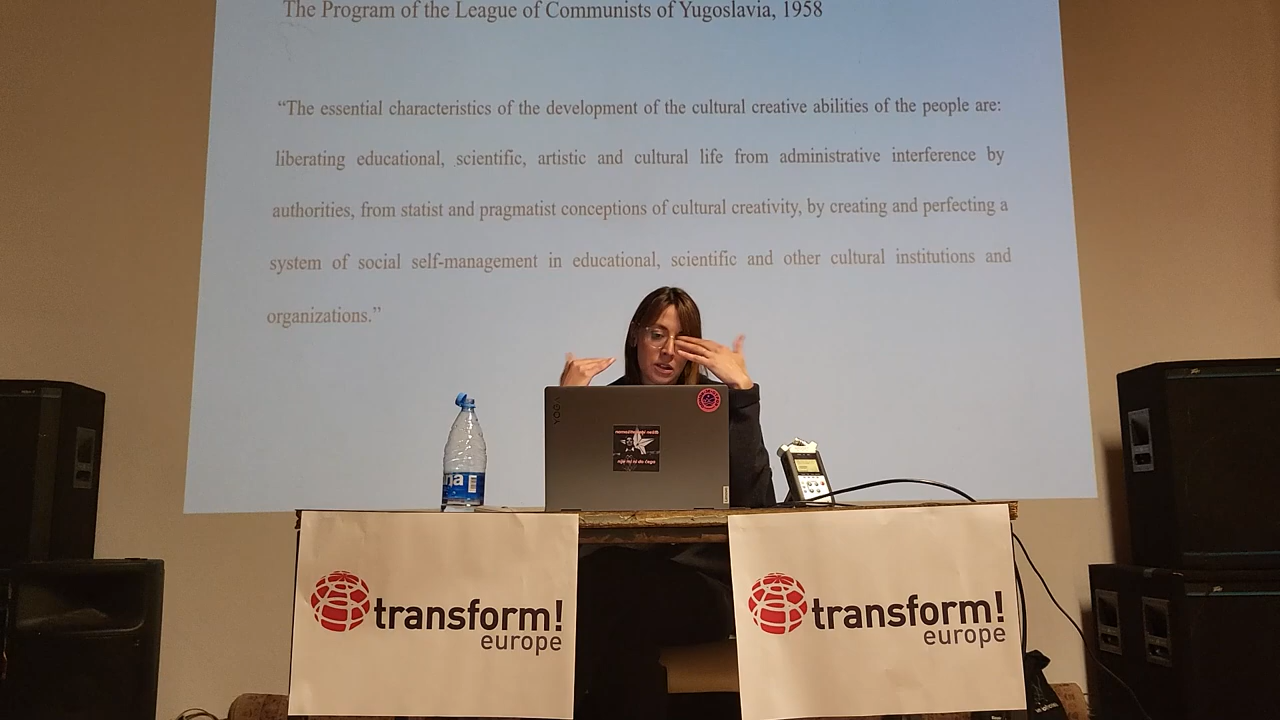 The Program of the League of Communists of Yugoslavia, 1958
“The essential characteristics of the development of the cultural creative abilities of the people are:
liberating educational, scientific, artistic and cultural life from administrative interference by
authorities, from statist and pragmatist conceptions of cultural creativity, by creating and perfecting a
system of social self-management in educational, scientific and other cultural institutions and
organizations.”
YOGA
transform!
europe
transform!
europe